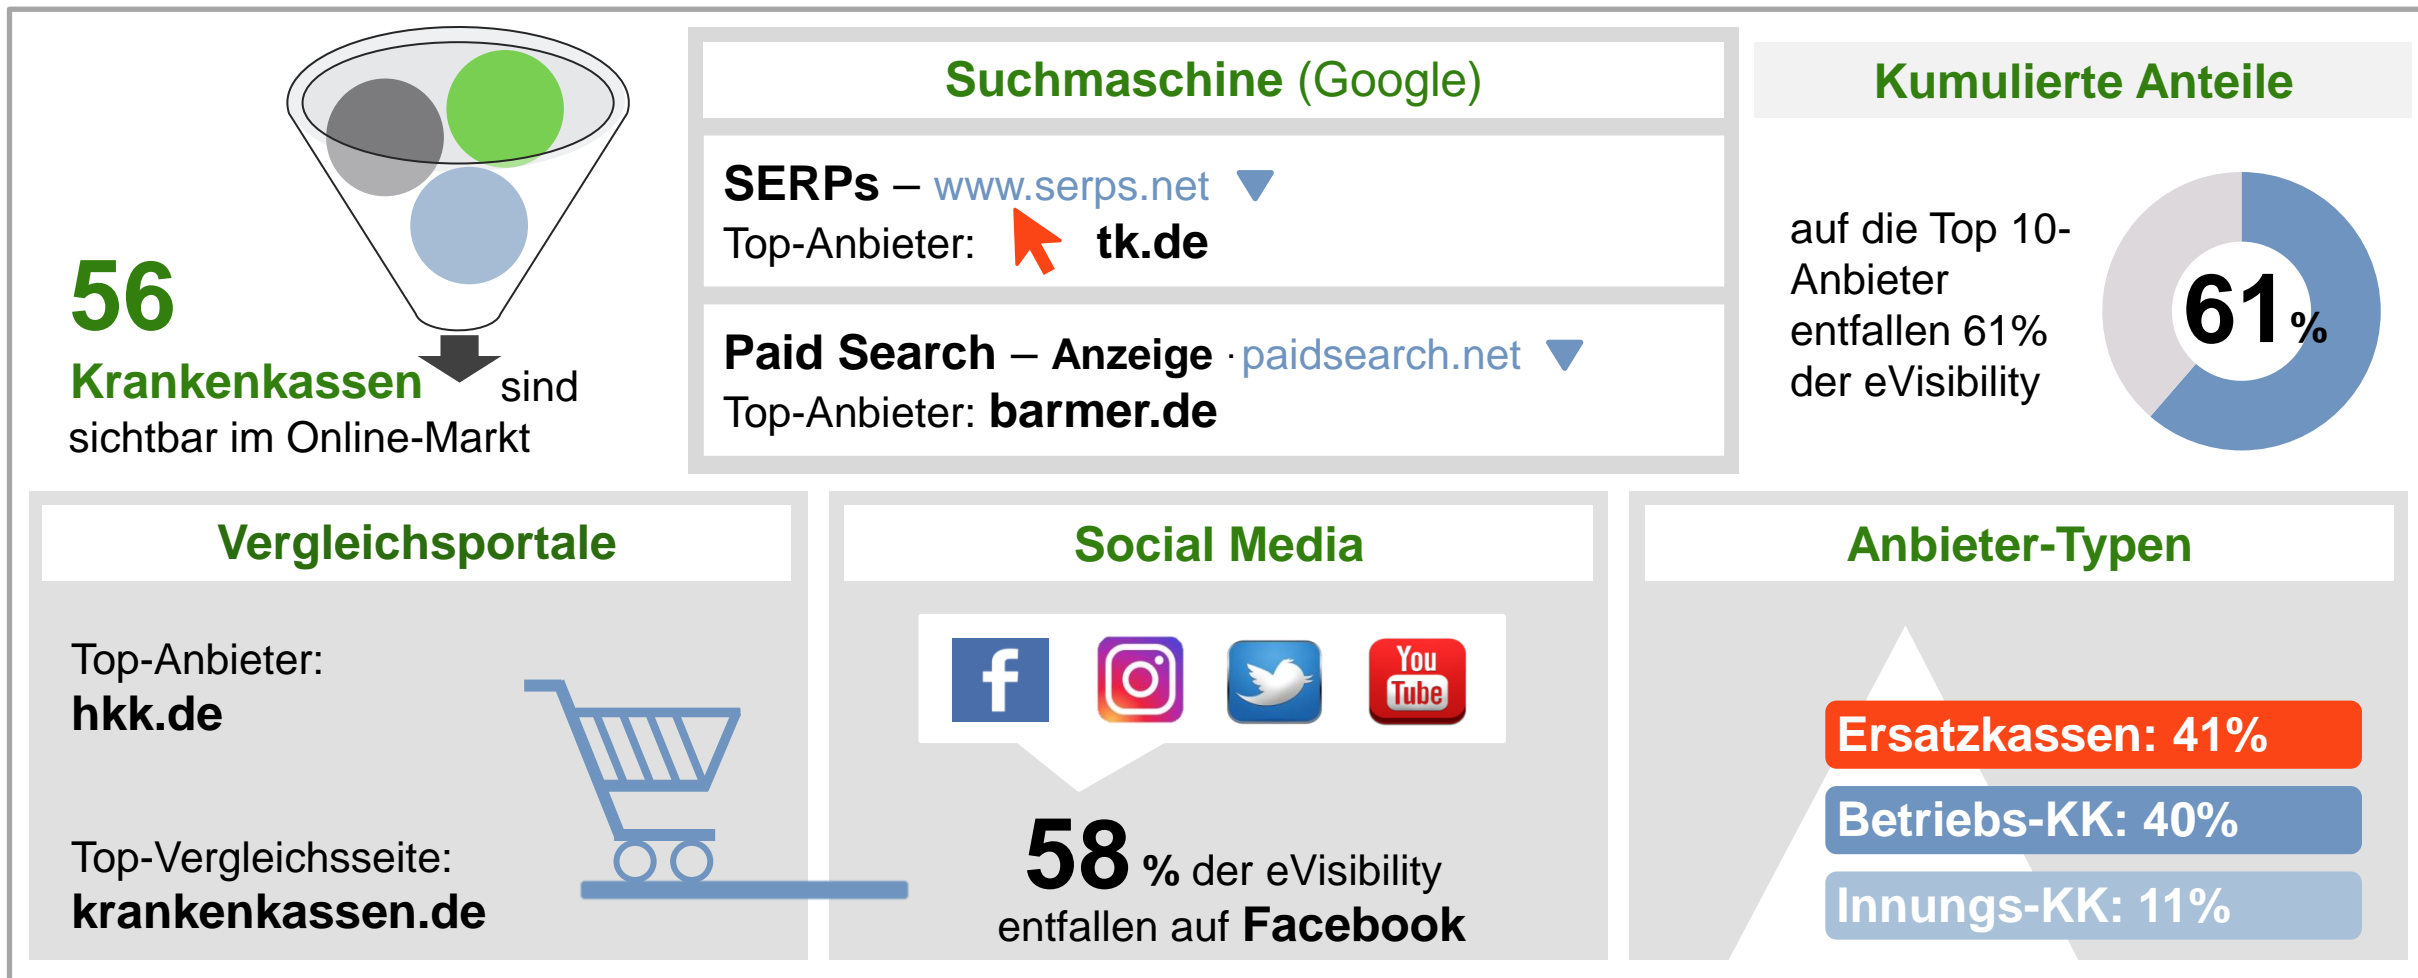 56
Krankenkassen sind
sichtbar im Online-Markt
Suchmaschine (Google)
SERPs – www.serps.net
Top-Anbieter: tk.de
Paid Search – Anzeige · paidsearch.net
Top-Anbieter: barmer.de
Kumulierte Anteile
auf die Top 10-
Anbieter
entfallen 61%
der eVisibility
61%
Vergleichsportale
Top-Anbieter:
hkk.de
Top-Vergleichsseite:
krankenkassen.de
Social Media
f
You
Tube
58 % der eVisibility
entfallen auf Facebook
Anbieter-Typen
Ersatzkassen: 41%
Betriebs-KK: 40%
Innungs-KK: 11%